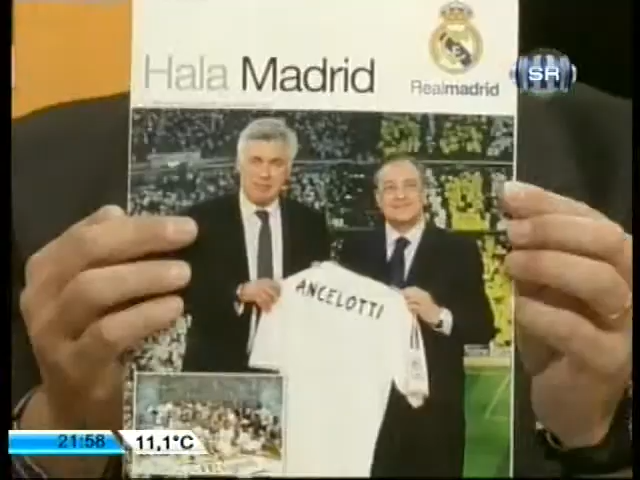 Hala Madrid
Realmadrid
SR
ANCELOTTI
21:58
11,1°C